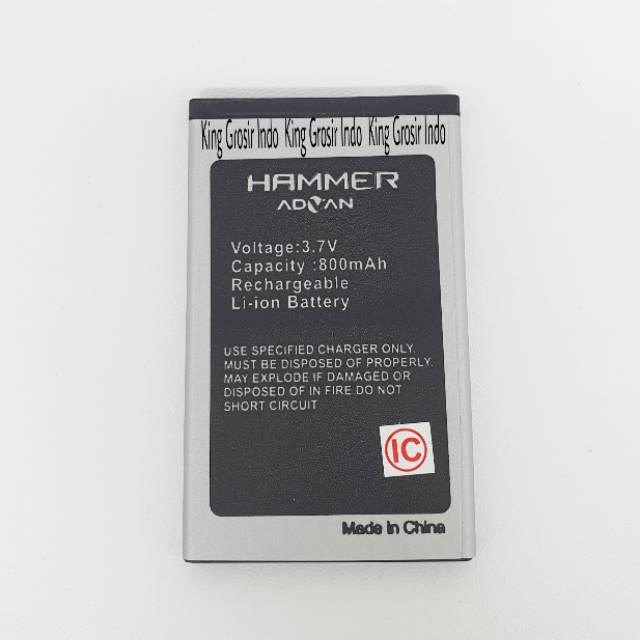 King Grosir Indo King Grosir Indo King Grosir Indo
HAMMER
ADVAN
Voltage:3.7V
Capacity :800mAh
Rechargeable
Li-ion Battery
USE SPECIFIED CHARGER ONLY.
MUST BE DISPOSED OF PROPERLY.
MAY EXPLODE IF DAMAGED OR
DISPOSED OF IN FIRE DO NOT
SHORT CIRCUIT
IC
Made in China